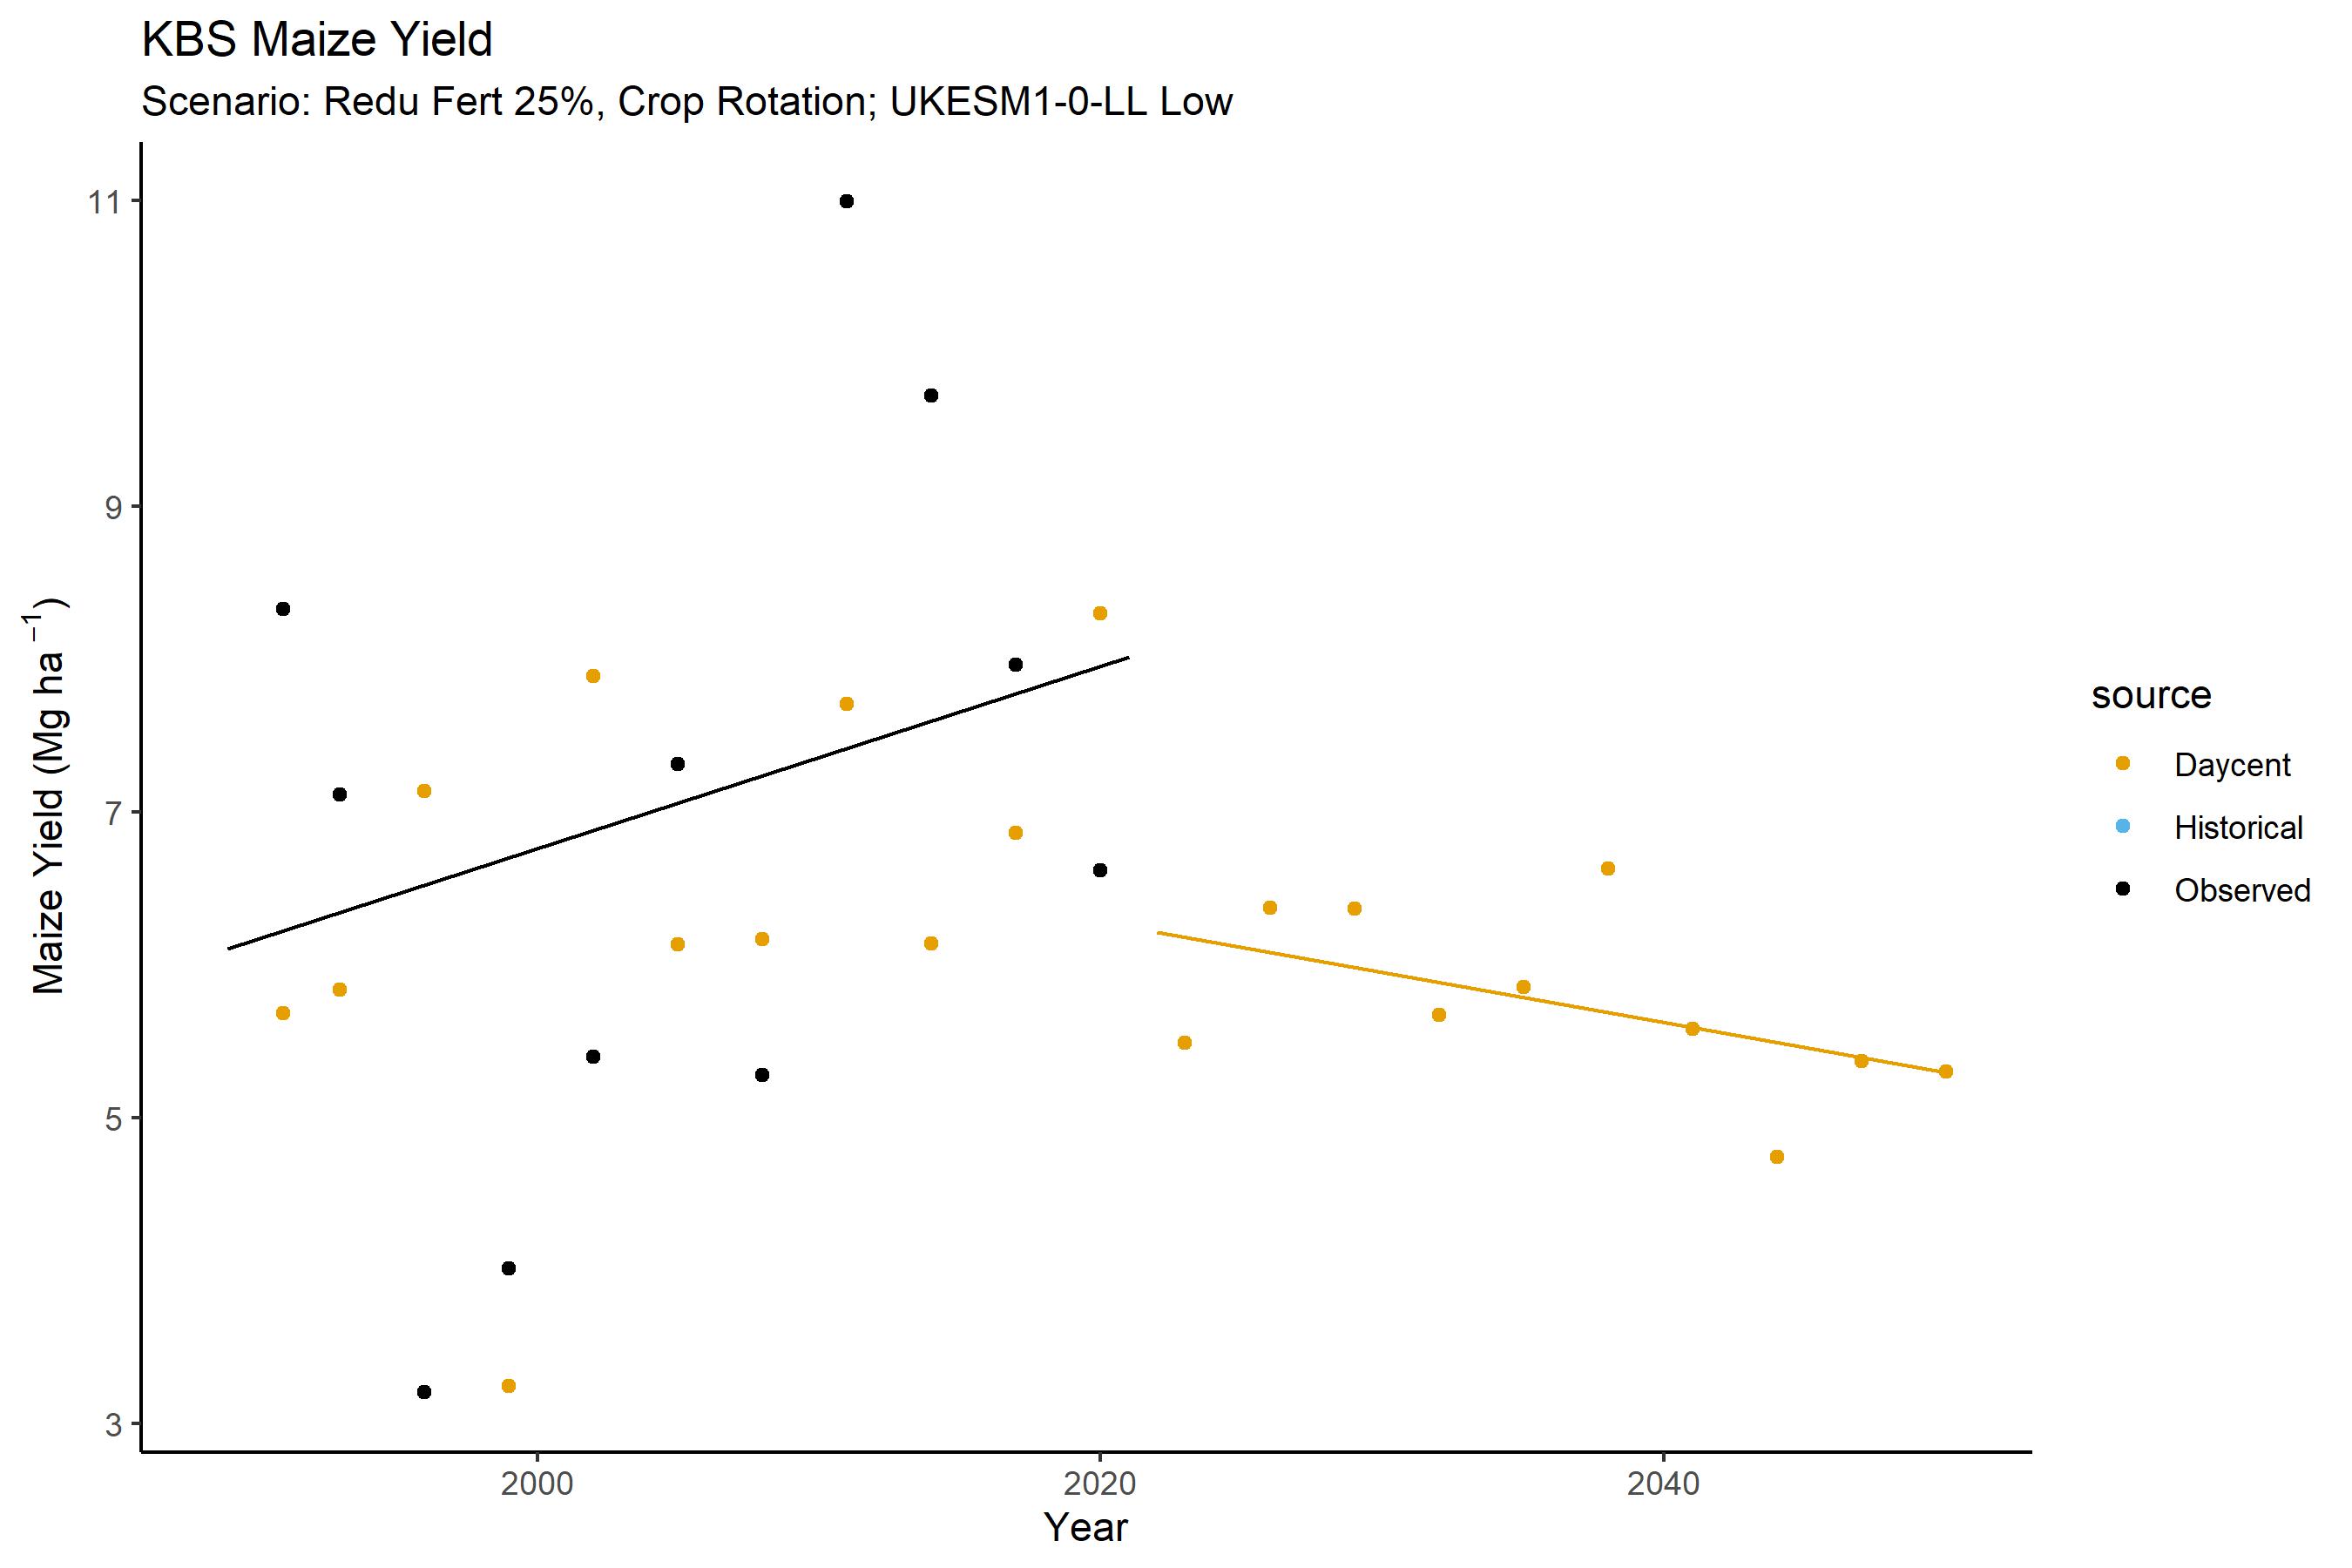 KBS Maize Yield
Scenario: Redu Fert 25%, Crop Rotation; UKESM1-0-LL Low
Maize Yield (Mg ha ⁻¹)
11
9
7
5
3
2000
2020
2040
Year
source
Daycent
Historical
Observed